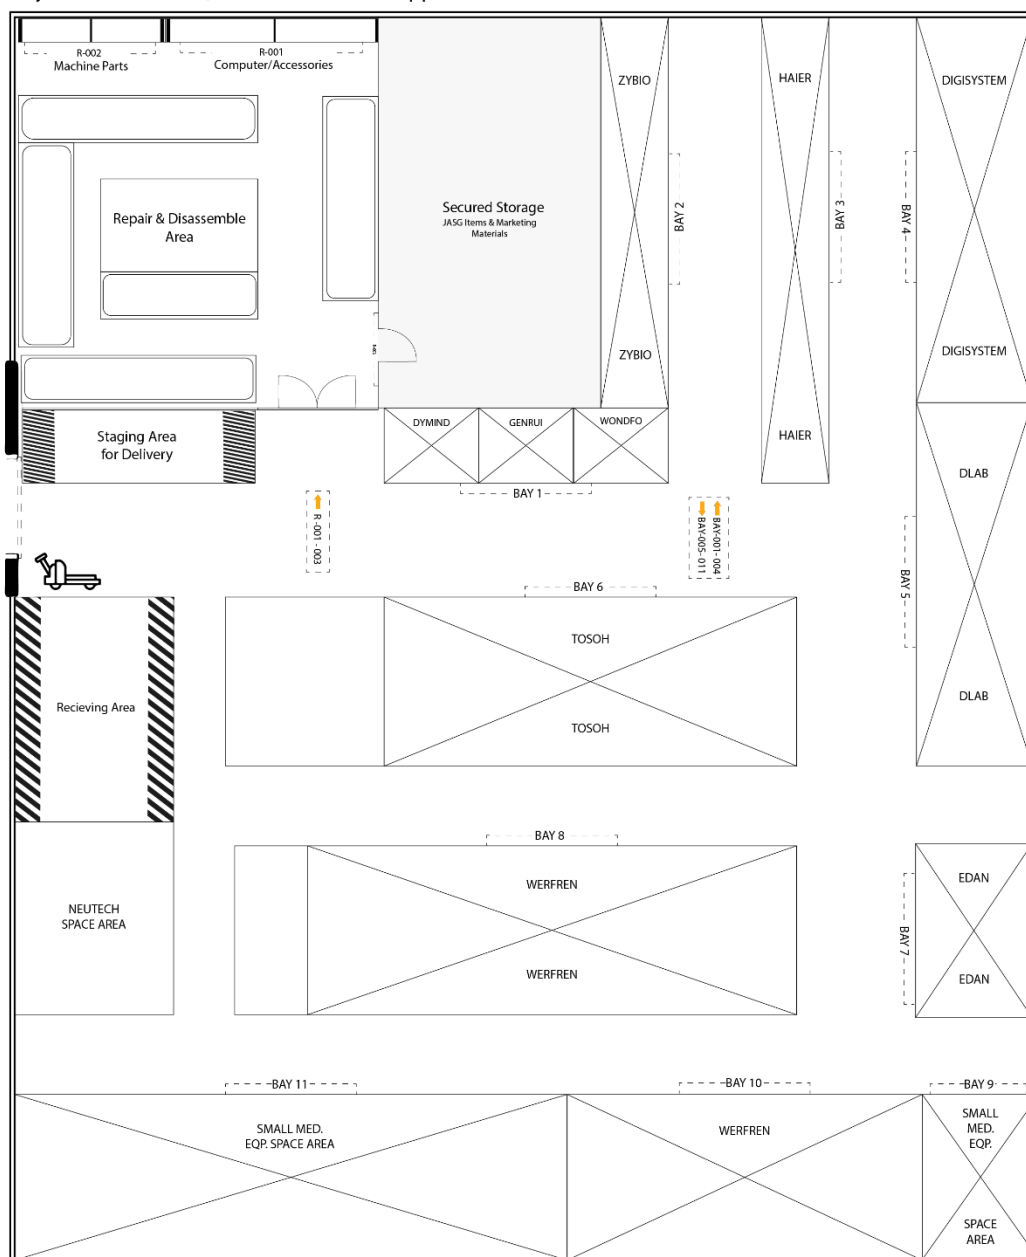 R-002
Machine Parts
R-001
Computer/Accessories
Repair & Disassemble
Area
Secured Storage
JASG Items & Marketing
Materials
ZYBIO
ZYBIO
BAY 2
HAIER
HAIER
BAY 3
BAY 4
DIGISYSTEM
DIGISYSTEM
Staging Area
for Delivery
DYMIND
GENRUI
WONDFO
BAY 1
R -001 - 003
BAY-005- 011
BAY-001- 004
DLAB
DLAB
BAY 5
BAY 6
TOSOH
TOSOH
Recieving Area
NEUTECH
SPACE AREA
BAY 8
WERFREN
WERFREN
BAY 7
EDAN
EDAN
BAY 11
SMALL MED.
EQP. SPACE AREA
BAY 10
WERFREN
BAY 9
SMALL
MED.
EQP.
SPACE
AREA